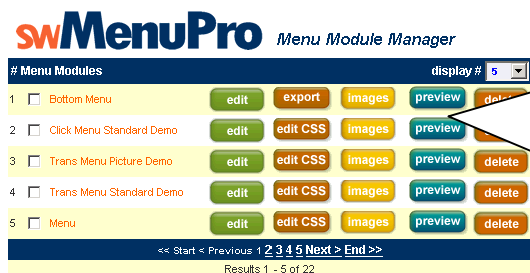 swMenuPro Menu Module Manager
# Menu Modules display # 5
1 Bottom Menu edit export images preview delete
2 Click Menu Standard Demo edit edit CSS images preview
3 Trans Menu Picture Demo edit edit CSS images preview delete
4 Trans Menu Standard Demo edit edit CSS images preview delete
5 Menu edit edit CSS images preview delete
<< Start < Previous 1 2 3 4 5 Next > End >>
Results 1 - 5 of 22